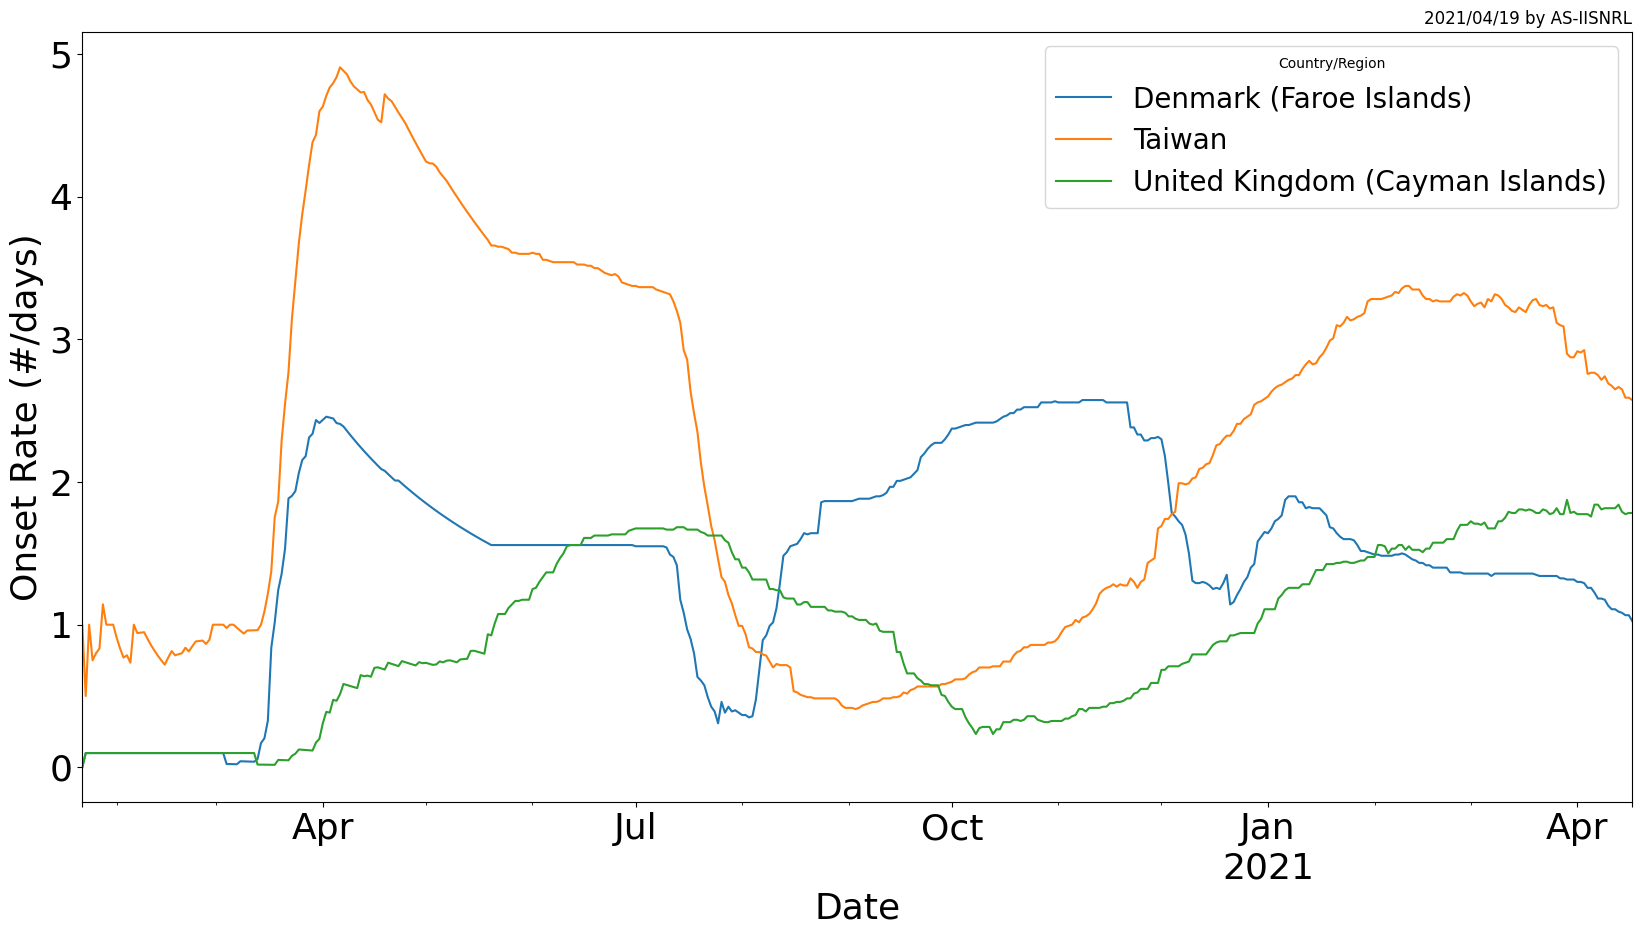 2021/04/19 by AS-IISNRL
Country/Region
Denmark (Faroe Islands)
Taiwan
United Kingdom (Cayman Islands)
5
4
3
2
1
0
Onset Rate (#/days)
Apr
Jul
Oct
Jan
Apr
2021
Date